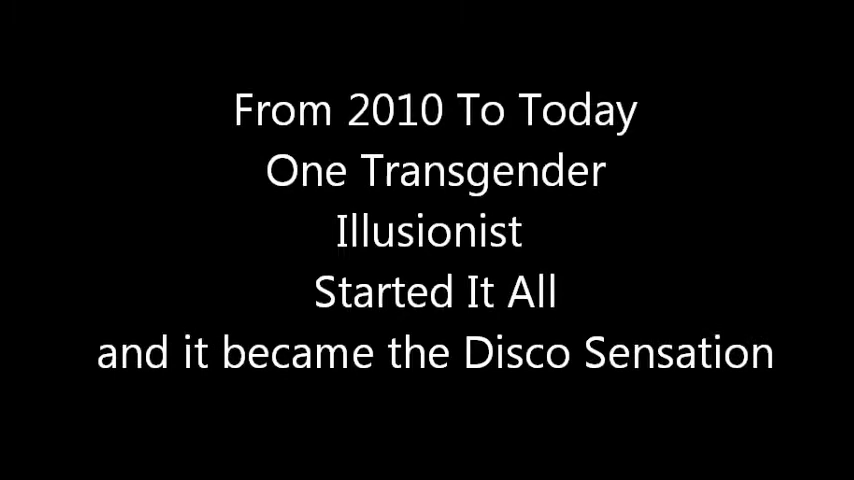 From 2010 To Today
One Transgender
Illusionist
Started It All
and it became the Disco Sensation